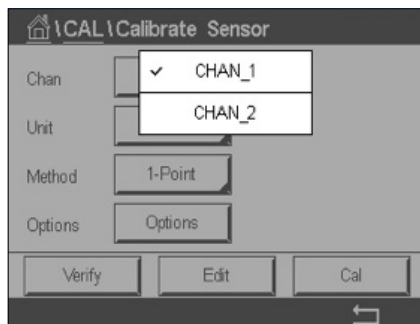 \CAL\Calibrate Sensor
Chan
✓ CHAN_1
CHAN_2
Unit
Method
1-Point
Options
Options
Verify
Edit
Cal